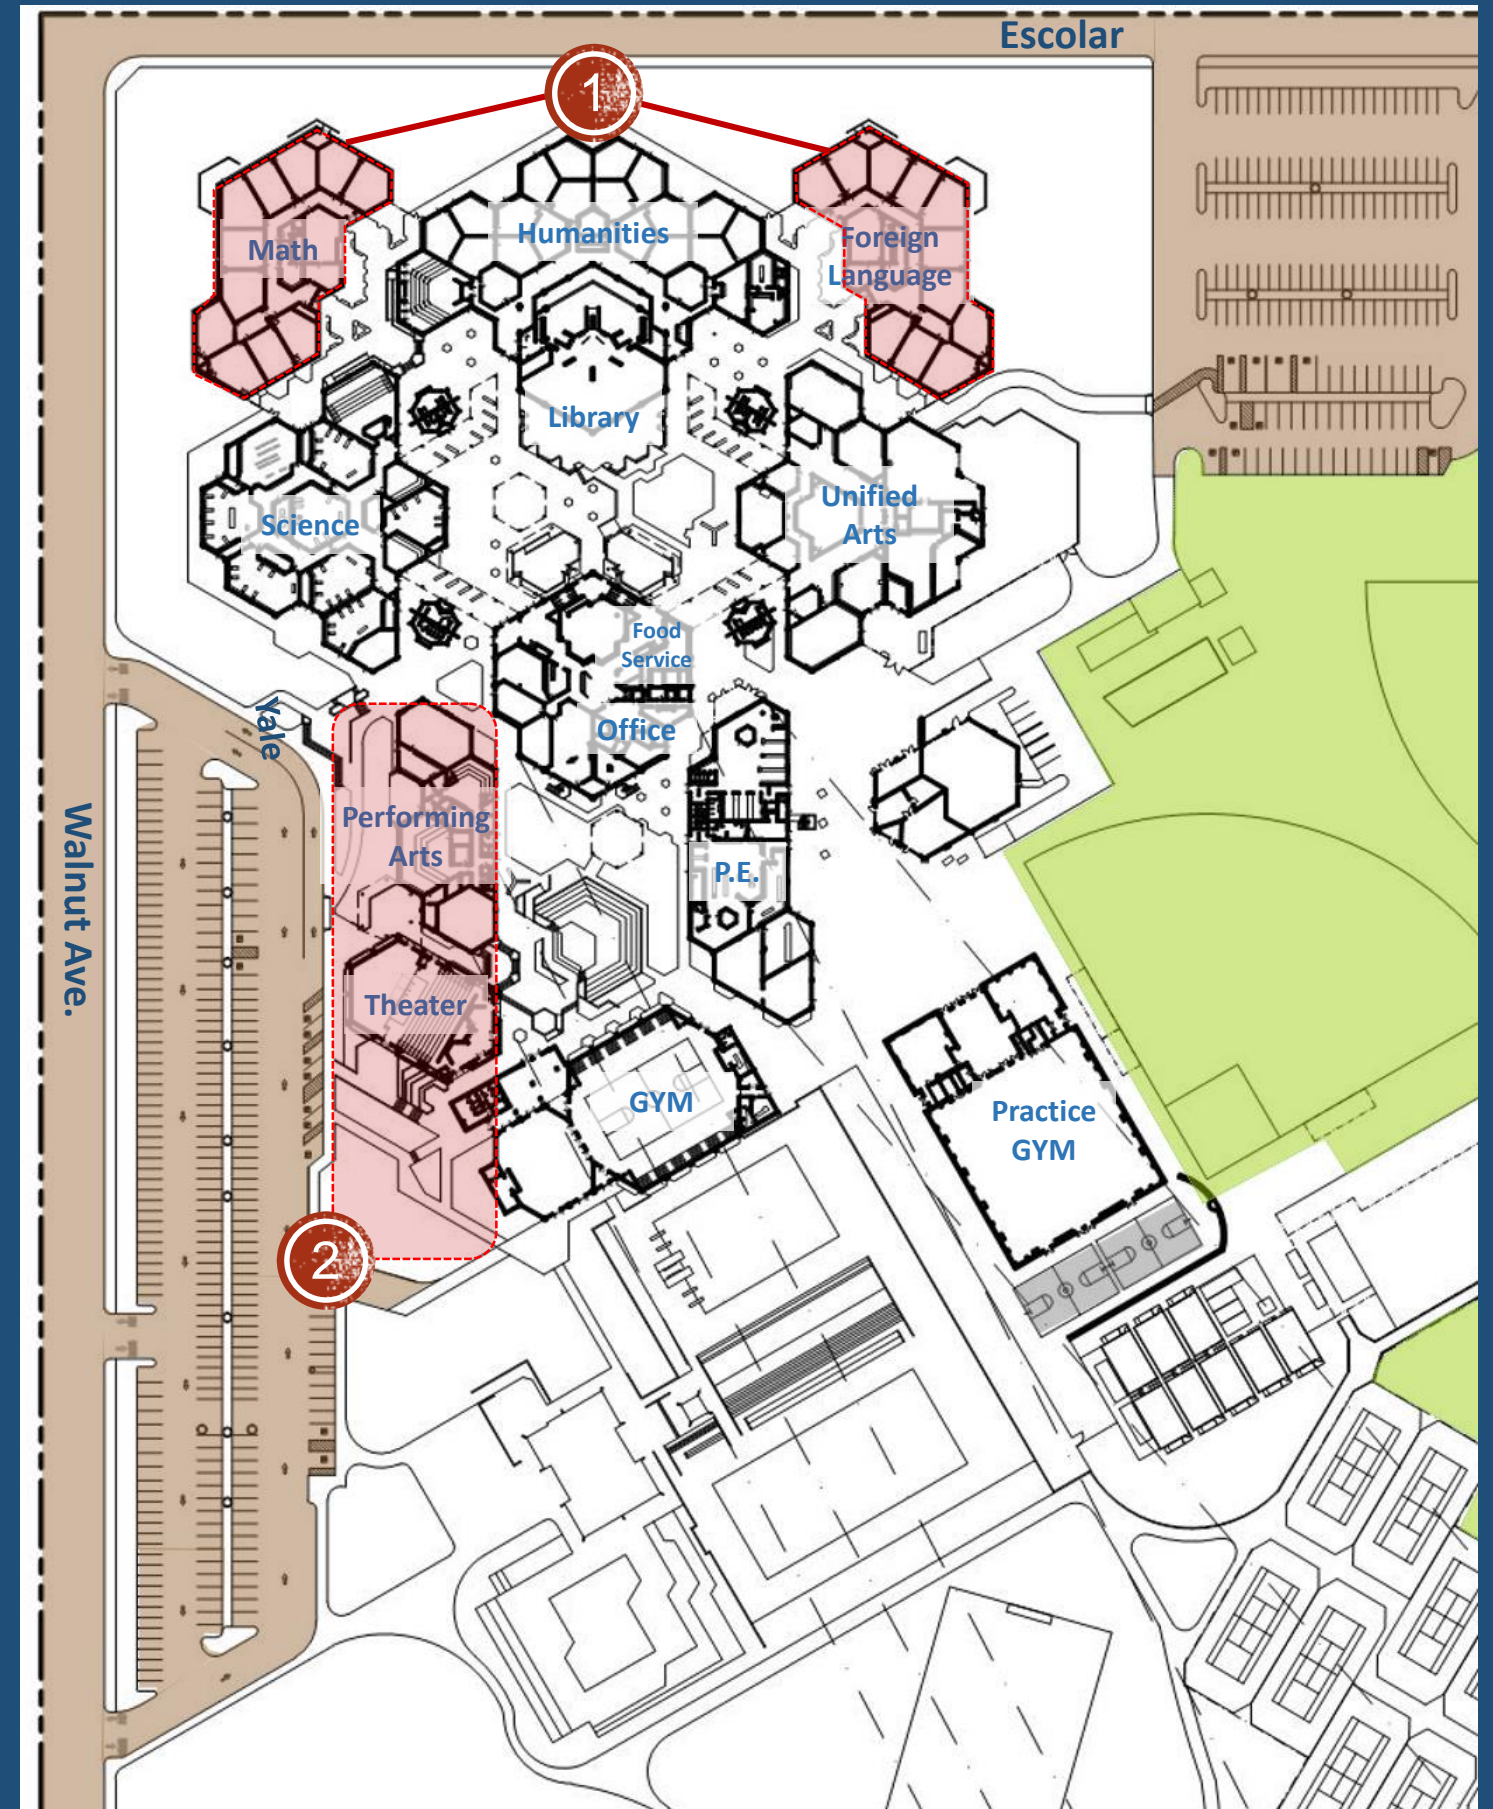 Escolar
1
Math
Humanities
Foreign
Language
Library
Science
Unified
Arts
Food
Service
Office
Yale
Performing
Arts
P.E.
Walnut Ave.
Theater
GYM
Practice
GYM
2